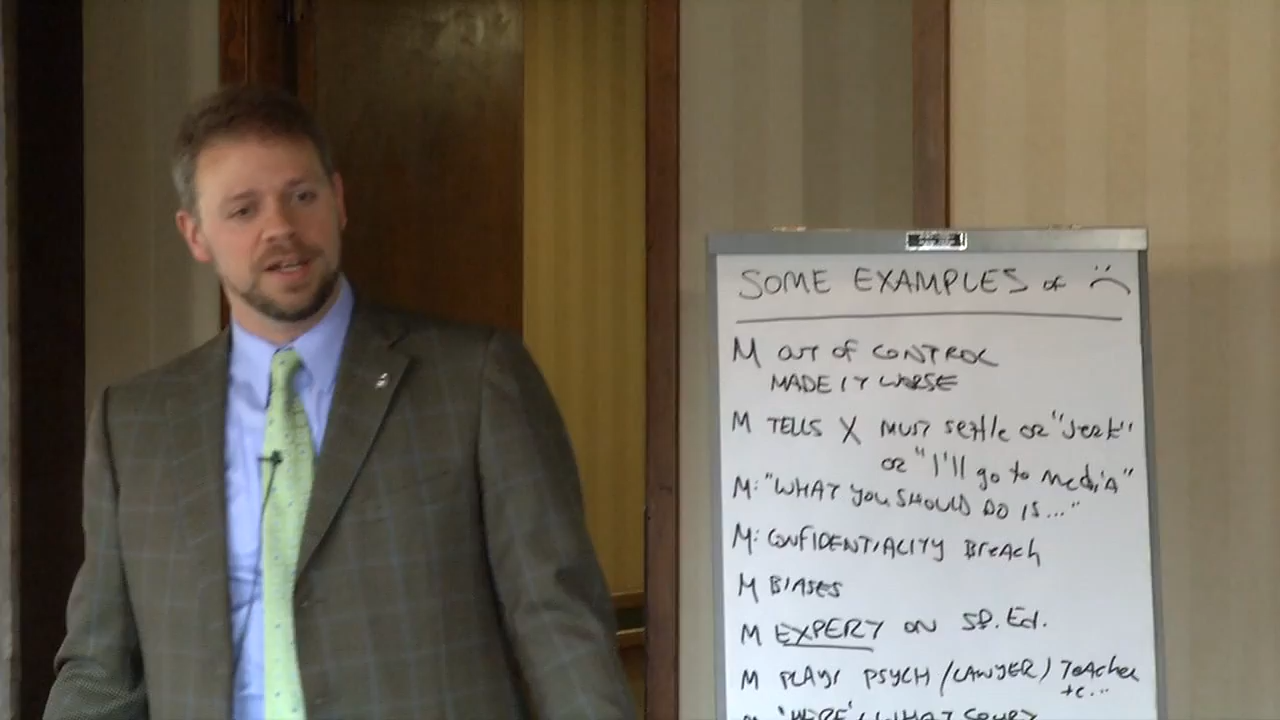 SOME EXAMPLES of
M OUT OF CONTROL
MADE IT WORSE
M TELLS X MUST settle or "Jerk"
or "I'll go to media"
M: "WHAT YOU SHOULD DO IS..."
M: CONFIDENTIALITY Breach
M BIASES
M EXPERT ON Sp. Ed.
M PLAYS PSYCH/LAWYER/Teacher
M WHAT